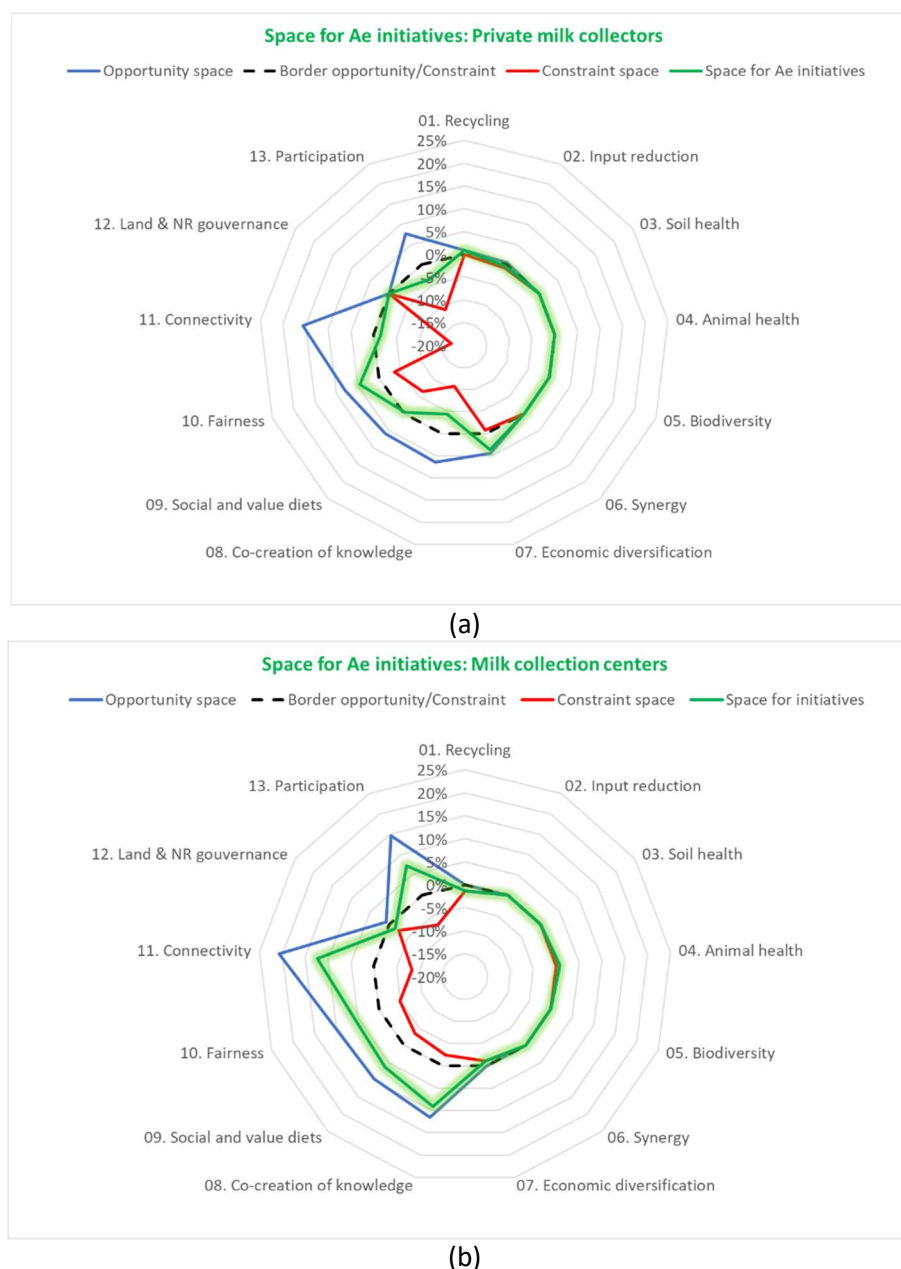 Space for Ae initiatives: Private milk collectors
Opportunity space Border opportunity/Constraint Constraint space Space for Ae initiatives
01. Recycling
25%
13. Participation 20% 02. Input reduction
15%
12. Land & NR gouvernance 10% 03. Soil health
5%
0%
-5%
11. Connectivity -10% 04. Animal health
-15%
-20%
10. Fairness 05. Biodiversity
09. Social and value diets 06. Synergy
08. Co-creation of knowledge 07. Economic diversification
(a)
Space for Ae initiatives: Milk collection centers
Opportunity space Border opportunity/Constraint Constraint space Space for initiatives
01. Recycling
25%
13. Participation 20% 02. Input reduction
15%
12. Land & NR gouvernance 10% 03. Soil health
5%
0%
-5%
11. Connectivity -10% 04. Animal health
-15%
-20%
10. Fairness 05. Biodiversity
09. Social and value diets 06. Synergy
08. Co-creation of knowledge 07. Economic diversification
(b)